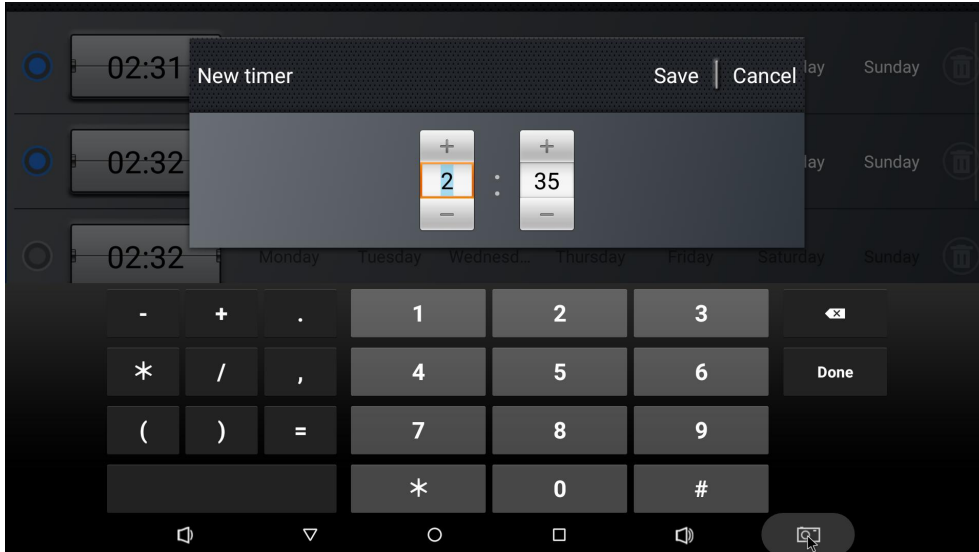 02:31
New timer
Save
Cancel
ay
Sunday
+
+
02:32
2
:
35
lay
Sunday
−
−
02:32
Monday
Tuesday
Wednesd...
Thursday
Friday
Saturday
Sunday
- + . 1 2 3
* / , 4 5 6 Done
( ) = 7 8 9
* 0 #